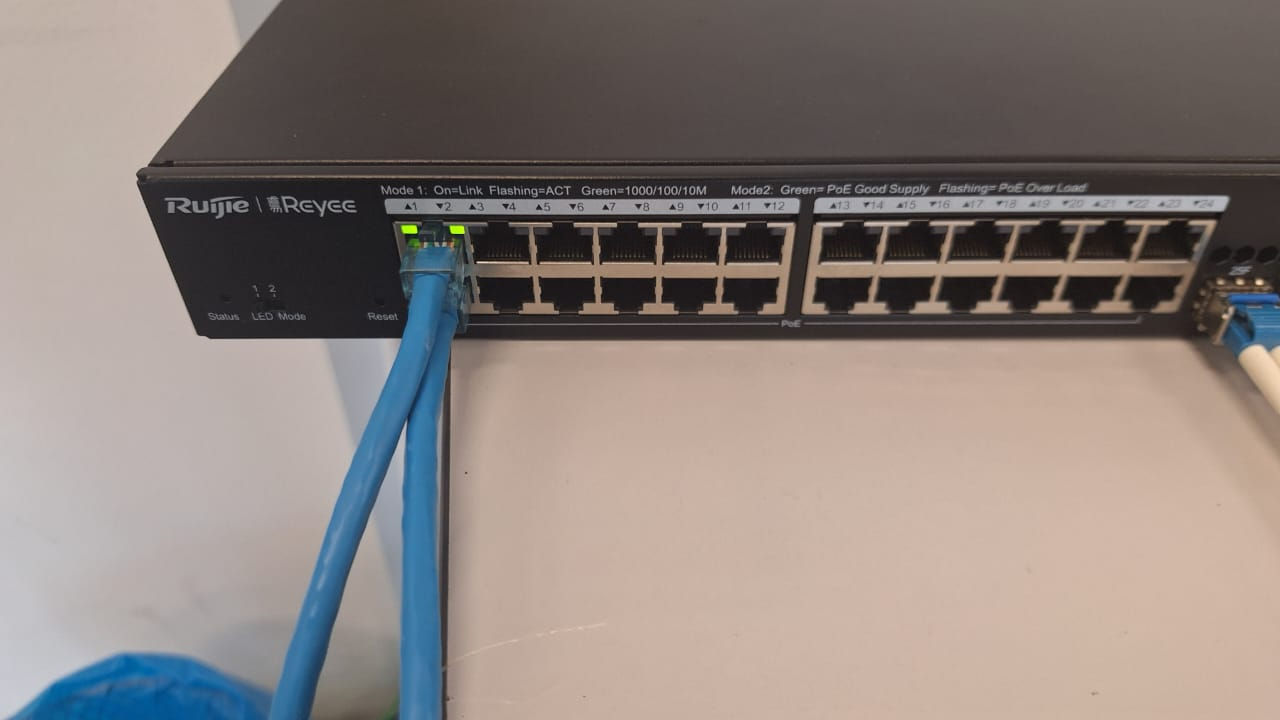 Mode 1: On=Link Flashing=ACT Green=1000/100/10M Mode2: Green= PoE Good Supply Flashing= PoE Over Load
Ruijie | Reyee
▲1 ▼2 ▲3 ▼4 ▲5 ▼6 ▲7 ▼8 ▲9 ▼10 ▲11 ▼12 ▲13 ▼14 ▲15 ▼16 ▲17 ▼18 ▲19 ▼20 ▲21 ▼22 ▲23 ▼24
1 2
Status LED Mode Reset
PoE